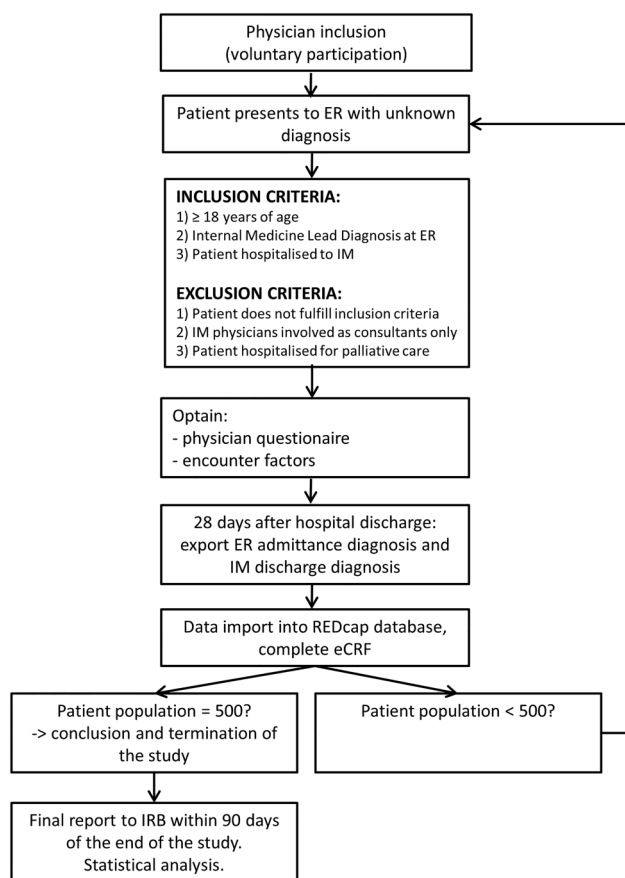 Physician inclusion
(voluntary participation)
Patient presents to ER with unknown
diagnosis
INCLUSION CRITERIA:
1) ≥ 18 years of age
2) Internal Medicine Lead Diagnosis at ER
3) Patient hospitalised to IM
EXCLUSION CRITERIA:
1) Patient does not fulfill inclusion criteria
2) IM physicians involved as consultants only
3) Patient hospitalised for palliative care
Optain:
- physician questionaire
- encounter factors
28 days after hospital discharge:
export ER admittance diagnosis and
IM discharge diagnosis
Data import into REDcap database,
complete eCRF
Patient population = 500?
-> conclusion and termination of
the study
Patient population < 500?
Final report to IRB within 90 days
of the end of the study.
Statistical analysis.